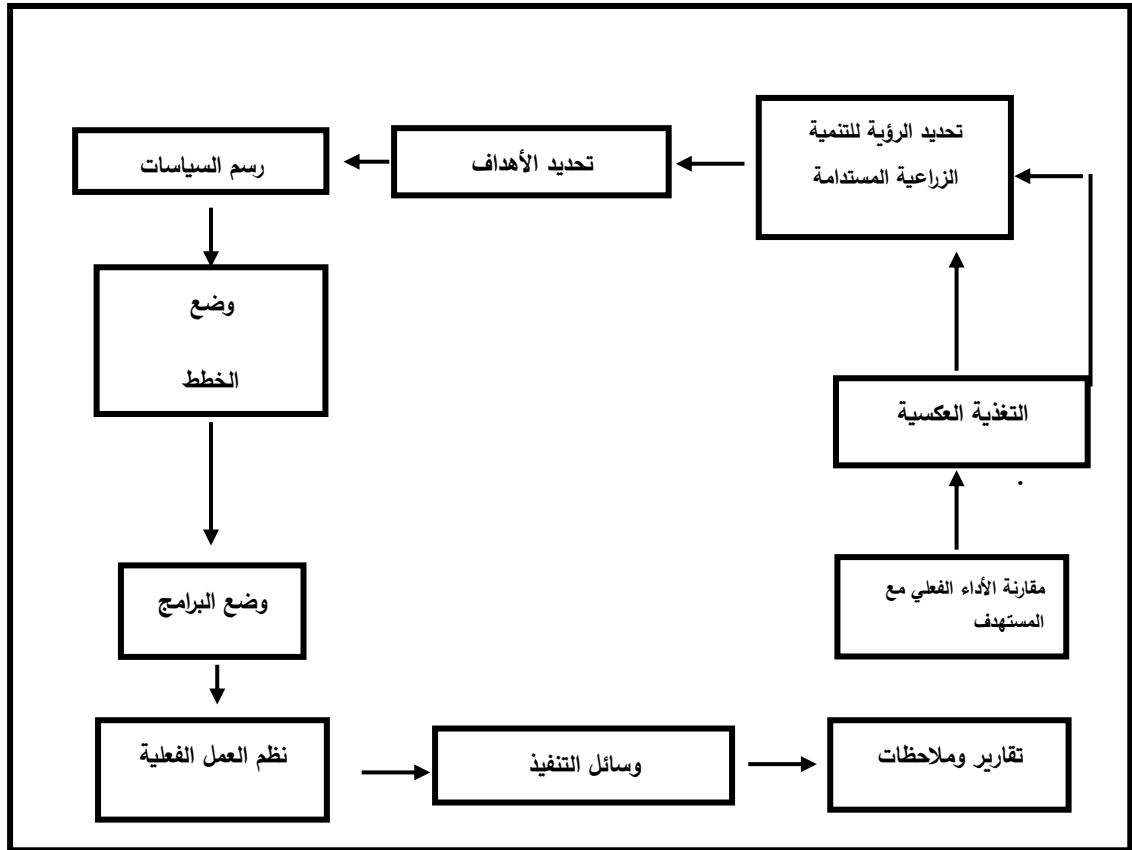 تحديد الرؤية للتنمية
الزراعية المستدامة
تحديد الأهداف
رسم السياسات
وضع
الخطط
التغذية العكسية
.
وضع البرامج
مقارنة الأداء الفعلي مع
المستهدف
نظم العمل الفعلية
وسائل التنفيذ
تقارير وملاحظات